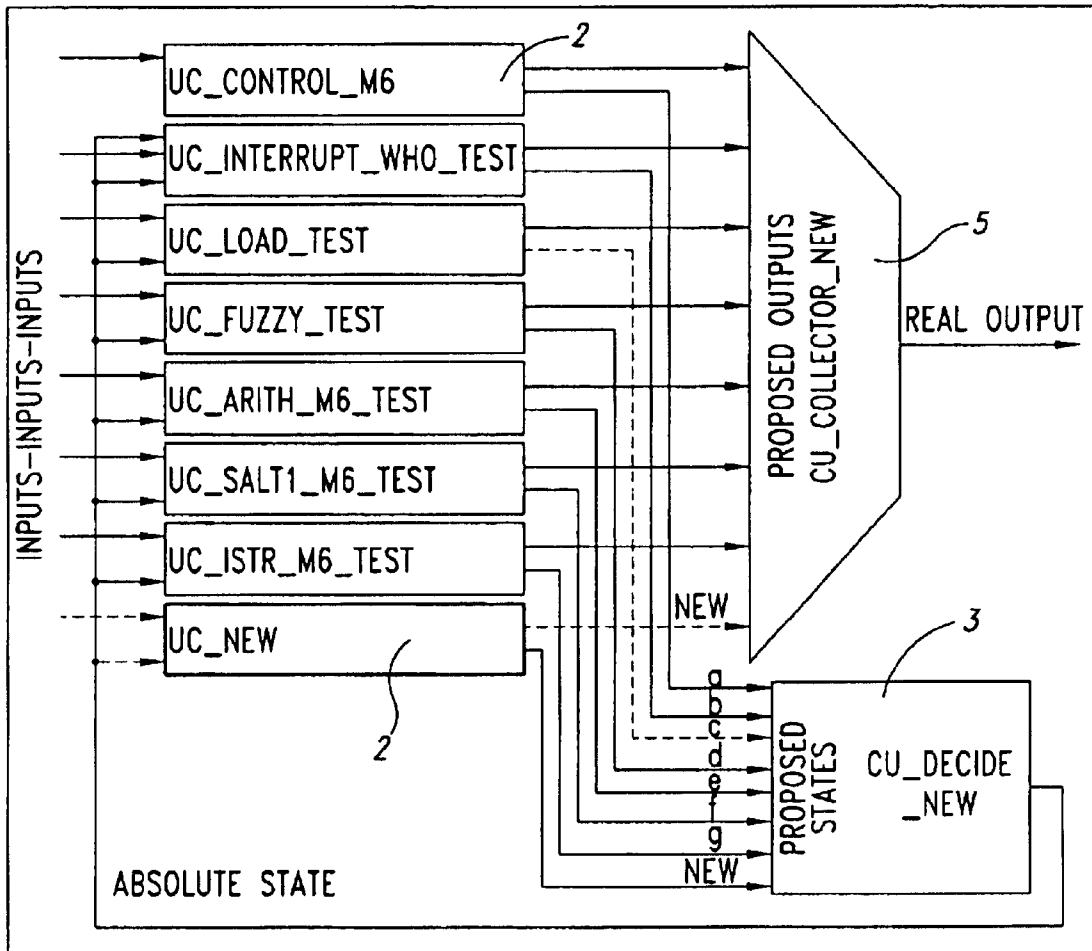 INPUTS-INPUTS-INPUTS
UC_CONTROL_M6
2
UC_INTERRUPT_WHO_TEST
UC_LOAD_TEST
UC_FUZZY_TEST
UC_ARITH_M6_TEST
UC_SALT1_M6_TEST
UC_ISTR_M6_TEST
UC_NEW
2
PROPOSED OUTPUTS
CU_COLLECTOR_NEW
5
REAL OUTPUT
NEW
3
a
b
c
d
e
f
g
NEW
PROPOSED
STATES
CU_DECIDE
_NEW
ABSOLUTE STATE